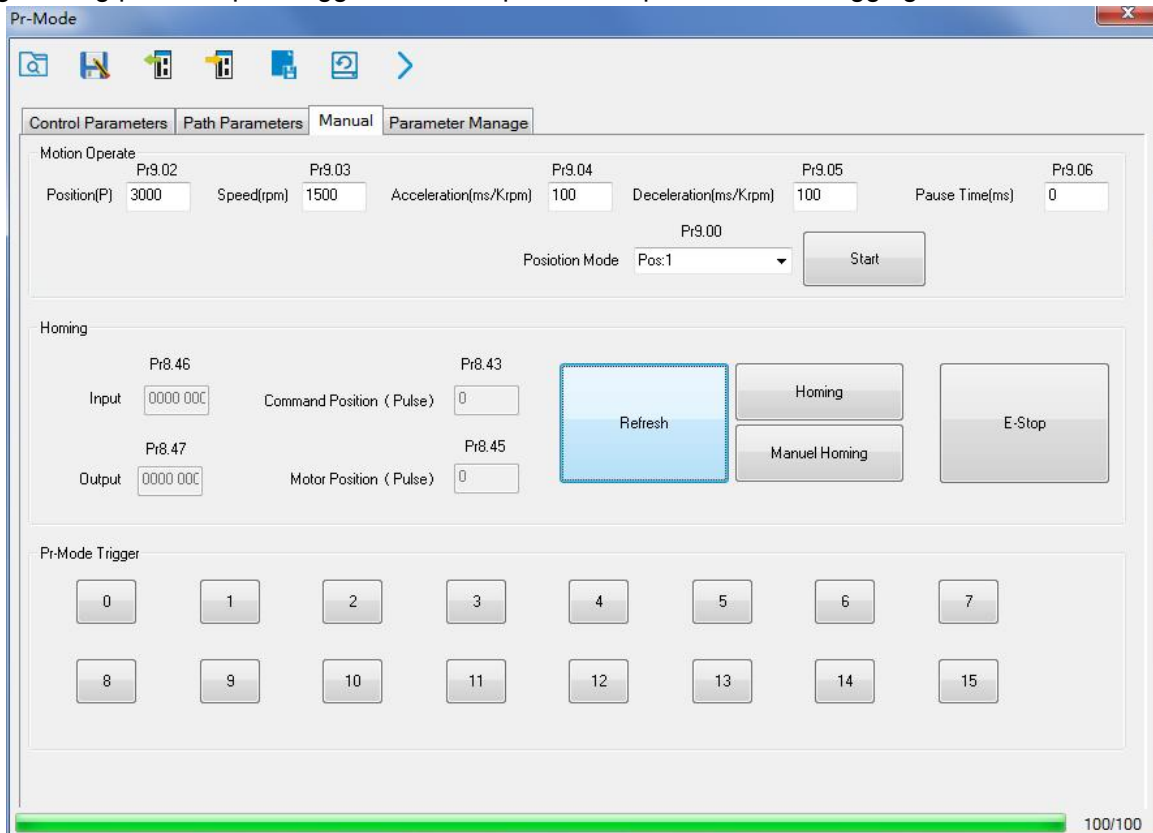 Pr-Mode
X
Control Parameters Path Parameters Manual Parameter Manage
Motion Operate
Pr9.02 Pr9.03 Pr9.04 Pr9.05 Pr9.06
Position(P) 3000 Speed(rpm) 1500 Acceleration(ms/Krpm) 100 Deceleration(ms/Krpm) 100 Pause Time(ms) 0
Pr9.00
Posiotion Mode Pos:1 Start
Homing
Pr8.46 Pr8.43
Input 0000 000 Command Position ( Pulse ) 0
Refresh Homing E-Stop
Pr8.47 Pr8.45
Manuel Homing
Output 0000 000 Motor Position ( Pulse ) 0
Pr-Mode Trigger
0 1 2 3 4 5 6 7
8 9 10 11 12 13 14 15
100/100